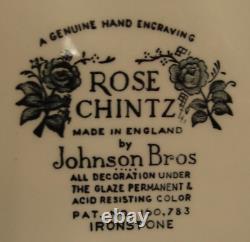 A GENUINE HAND ENGRAVING
ROSE
CHINTZ
MADE IN ENGLAND
by
Johnson Bros
ALL DECORATION UNDER
THE GLAZE PERMANENT &
ACID RESISTING COLOR
IRONSTONE